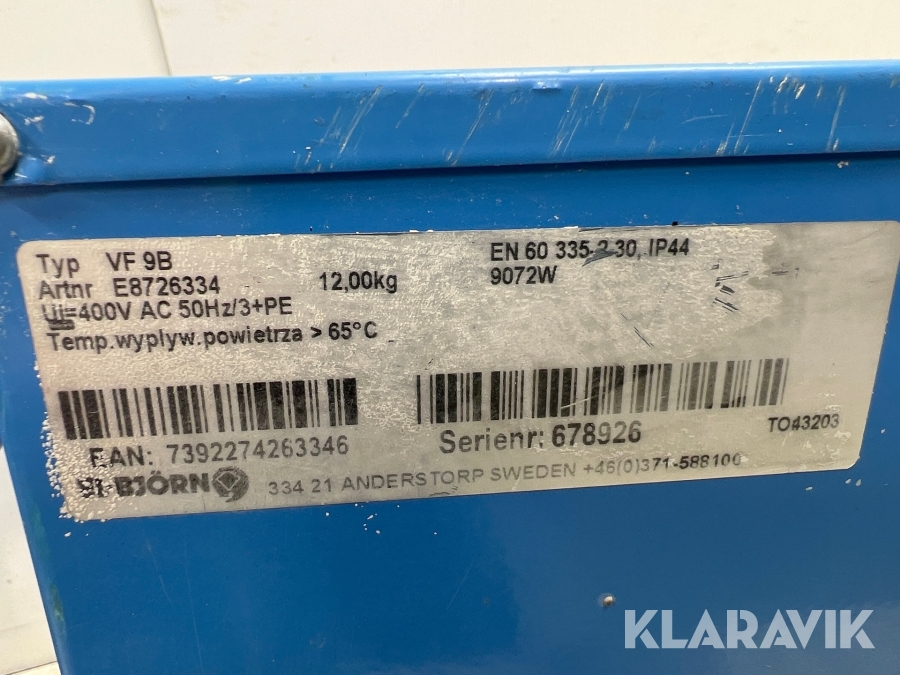 Typ VF 9B
EN 60 335-2-30, IP44
Artnr E8726334 12,00kg 9072W
400V AC 50Hz/3+PE
Temp.wyplyw.powietrza > 65°C
EAN: 7392274263346
Serienr: 678926
TO43203
EL-BJÖRN
334 21 ANDERSTORP SWEDEN +46(0)371-588100
KLARAVIK